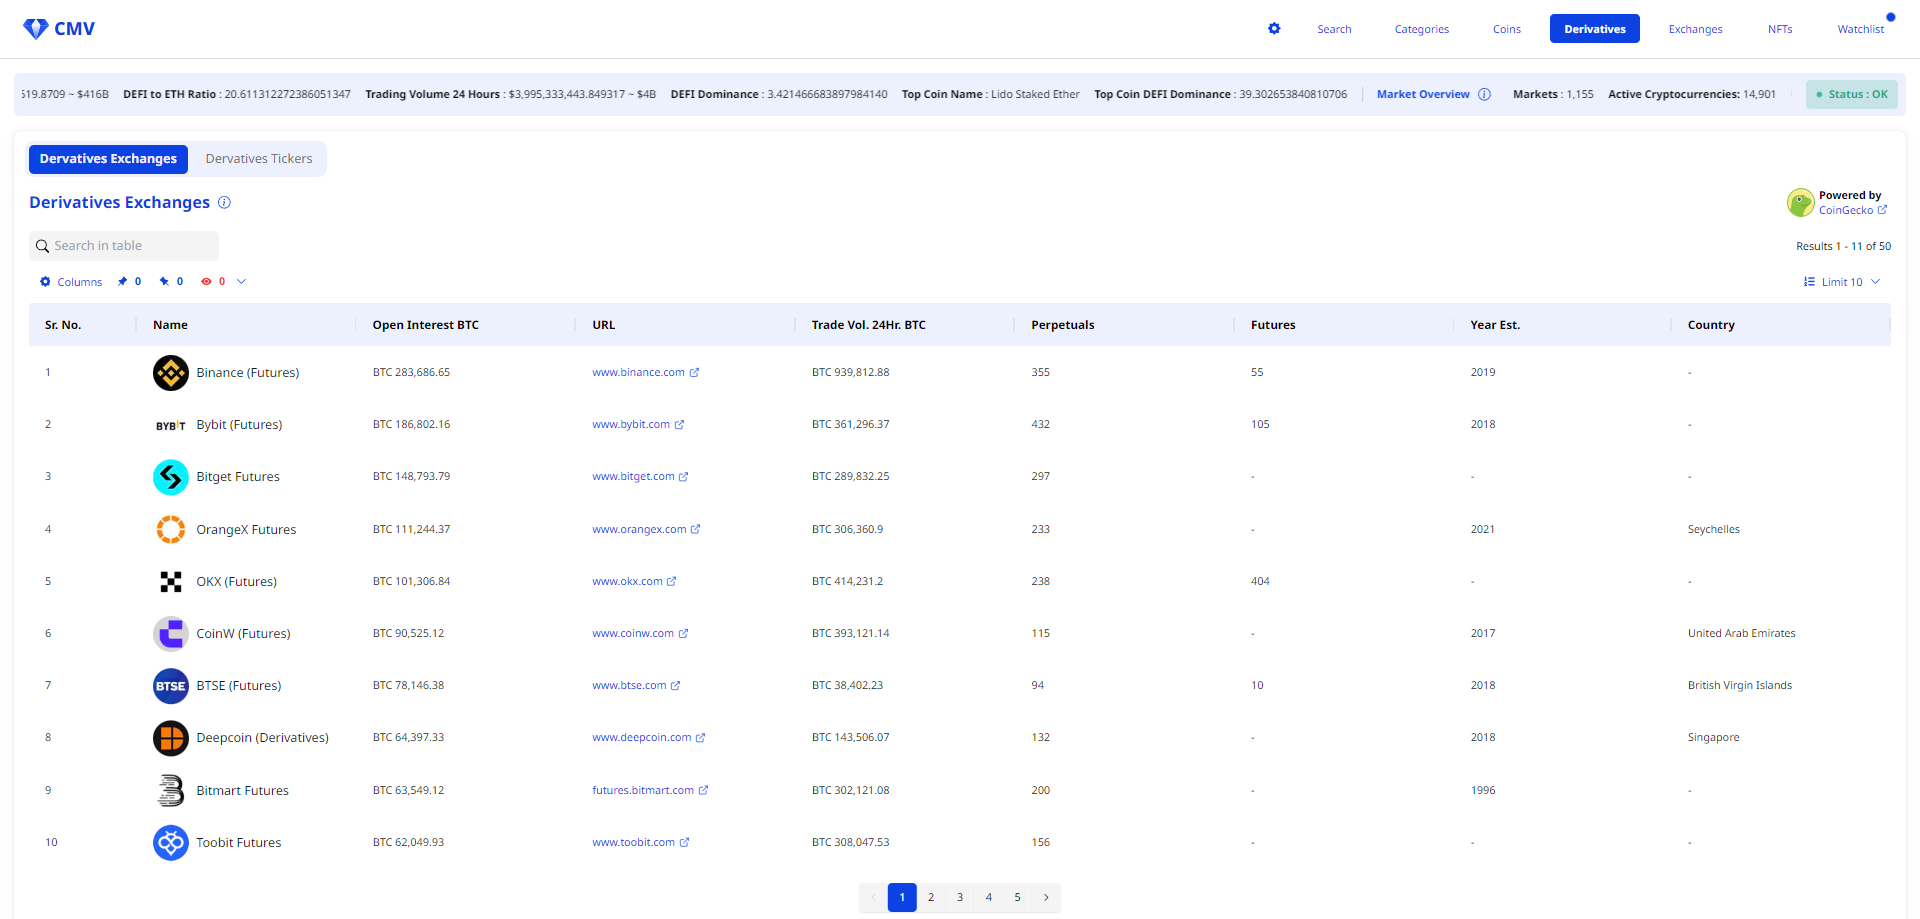 CMV
Search
Categories
Coins
Derivatives
Exchanges
NFTs
Watchlist
619.8709 ~ $416B DEFI to ETH Ratio : 20.611312272386051347 Trading Volume 24 Hours : $3,995,333,443.849317 ~ $4B DEFI Dominance : 3.421466683897984140 Top Coin Name : Lido Staked Ether Top Coin DEFI Dominance : 39.302653840810706 Market Overview Markets : 1,155 Active Cryptocurrencies: 14,901 Status : OK
Dervatives Exchanges Dervatives Tickers
Derivatives Exchanges
Powered by
CoinGecko
Search in table
Results 1 - 11 of 50
Columns 0 0 0
Limit 10
Sr. No. Name Open Interest BTC URL Trade Vol. 24Hr. BTC Perpetuals Futures Year Est. Country
1 Binance (Futures) BTC 283,686.65 www.binance.com BTC 939,812.88 355 55 2019 -
2 BYBIT Bybit (Futures) BTC 186,802.16 www.bybit.com BTC 361,296.37 432 105 2018 -
3 Bitget Futures BTC 148,793.79 www.bitget.com BTC 289,832.25 297 - - -
4 OrangeX Futures BTC 111,244.37 www.orangex.com BTC 306,360.9 233 - 2021 Seychelles
5 OKX (Futures) BTC 101,306.84 www.okx.com BTC 414,231.2 238 404 - -
6 CoinW (Futures) BTC 90,525.12 www.coinw.com BTC 393,121.14 115 - 2017 United Arab Emirates
7 BTSE BTSE (Futures) BTC 78,146.38 www.btse.com BTC 38,402.23 94 10 2018 British Virgin Islands
8 Deepcoin (Derivatives) BTC 64,397.33 www.deepcoin.com BTC 143,506.07 132 - 2018 Singapore
9 Bitmart Futures BTC 63,549.12 futures.bitmart.com BTC 302,121.08 200 - 1996 -
10 Toobit Futures BTC 62,049.93 www.toobit.com BTC 308,047.53 156 - - -
1 2 3 4 5